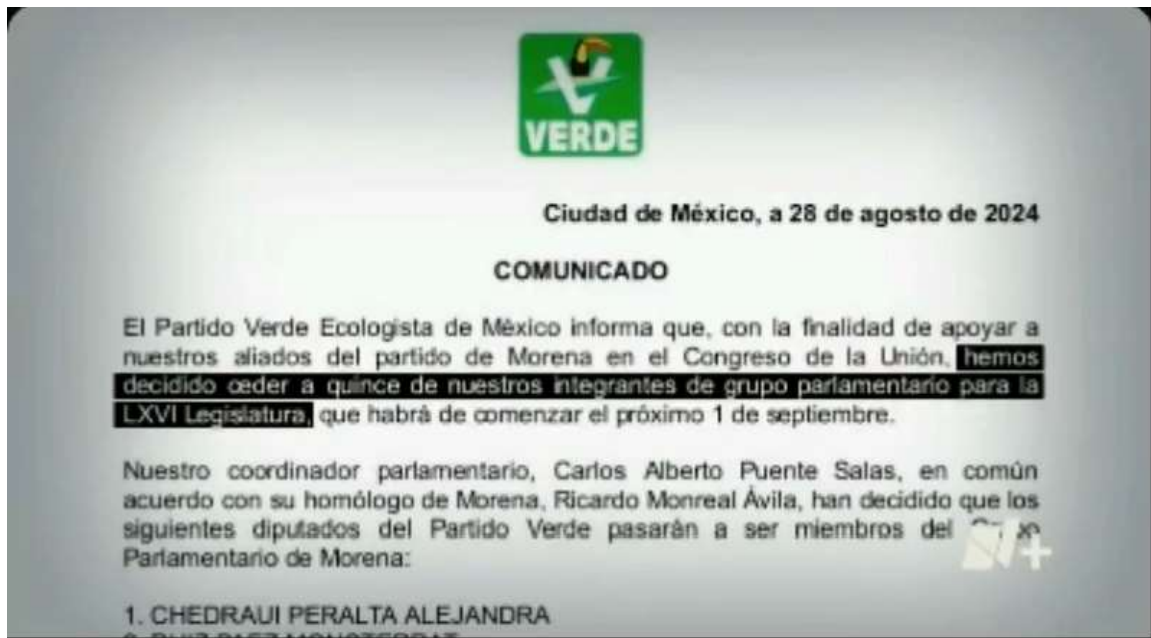 VERDE
Ciudad de México, a 28 de agosto de 2024
COMUNICADO
El Partido Verde Ecologista de México informa que, con la finalidad de apoyar a
nuestros aliados del partido de Morena en el Congreso de la Unión, hemos
decidido ceder a quince de nuestros integrantes de grupo parlamentario para la
LXVI Legislatura, que habrá de comenzar el próximo 1 de septiembre.
Nuestro coordinador parlamentario, Carlos Alberto Puente Salas, en común
acuerdo con su homólogo de Morena, Ricardo Monreal Ávila, han decidido que los
siguientes diputados del Partido Verde pasarán a ser miembros del
Parlamentario de Morena:
1. CHEDRAUI PERALTA ALEJANDRA